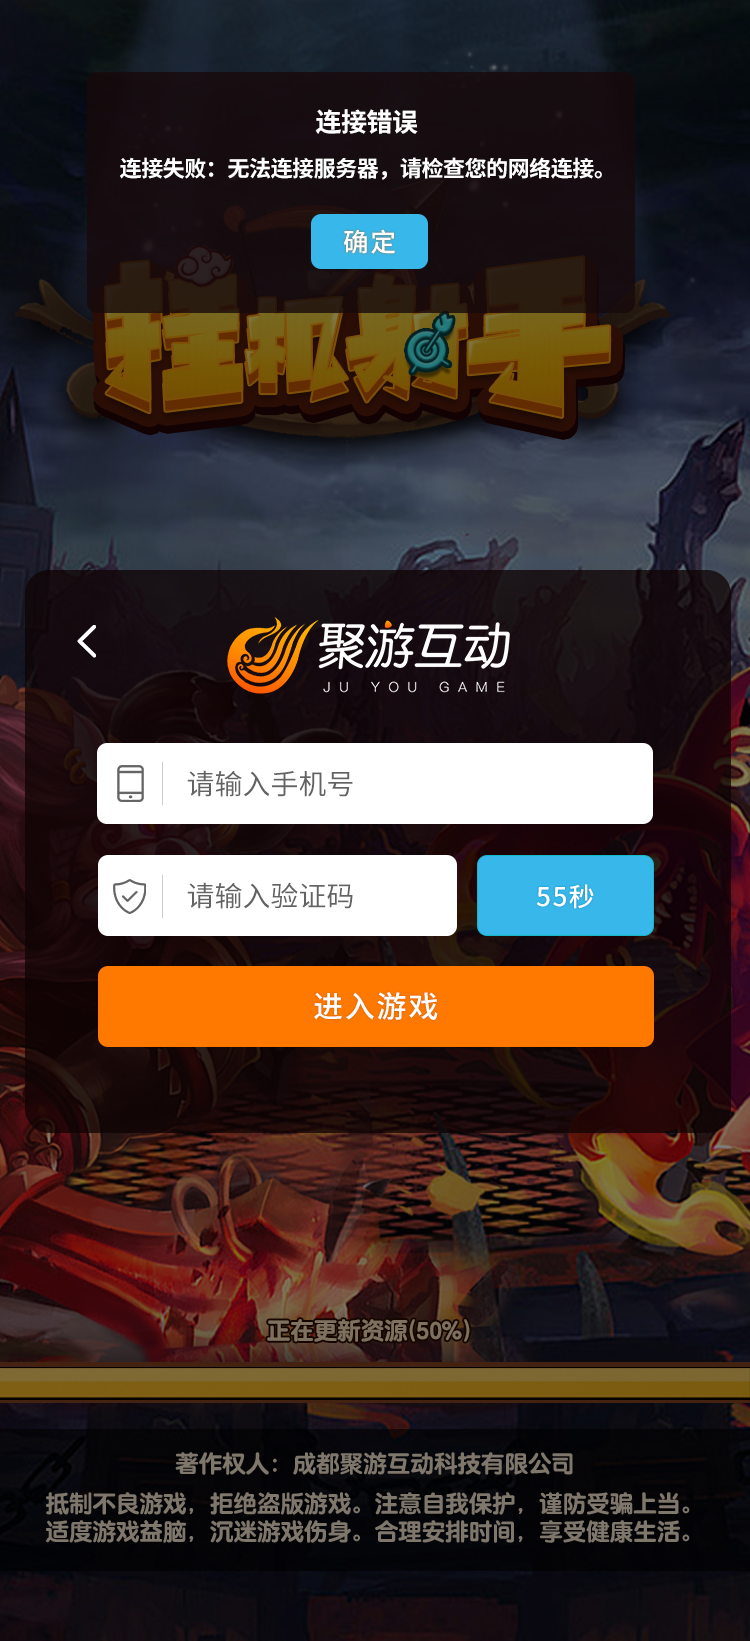 连接错误
连接失败：无法连接服务器，请检查您的网络连接。
确定
挂机射手
聚游互动
JU YOU GAME
请输入手机号
请输入验证码
55秒
进入游戏
正在更新资源(50%)
著作权人：成都聚游互动科技有限公司
抵制不良游戏，拒绝盗版游戏。注意自我保护，谨防受骗上当。
适度游戏益脑，沉迷游戏伤身。合理安排时间，享受健康生活。